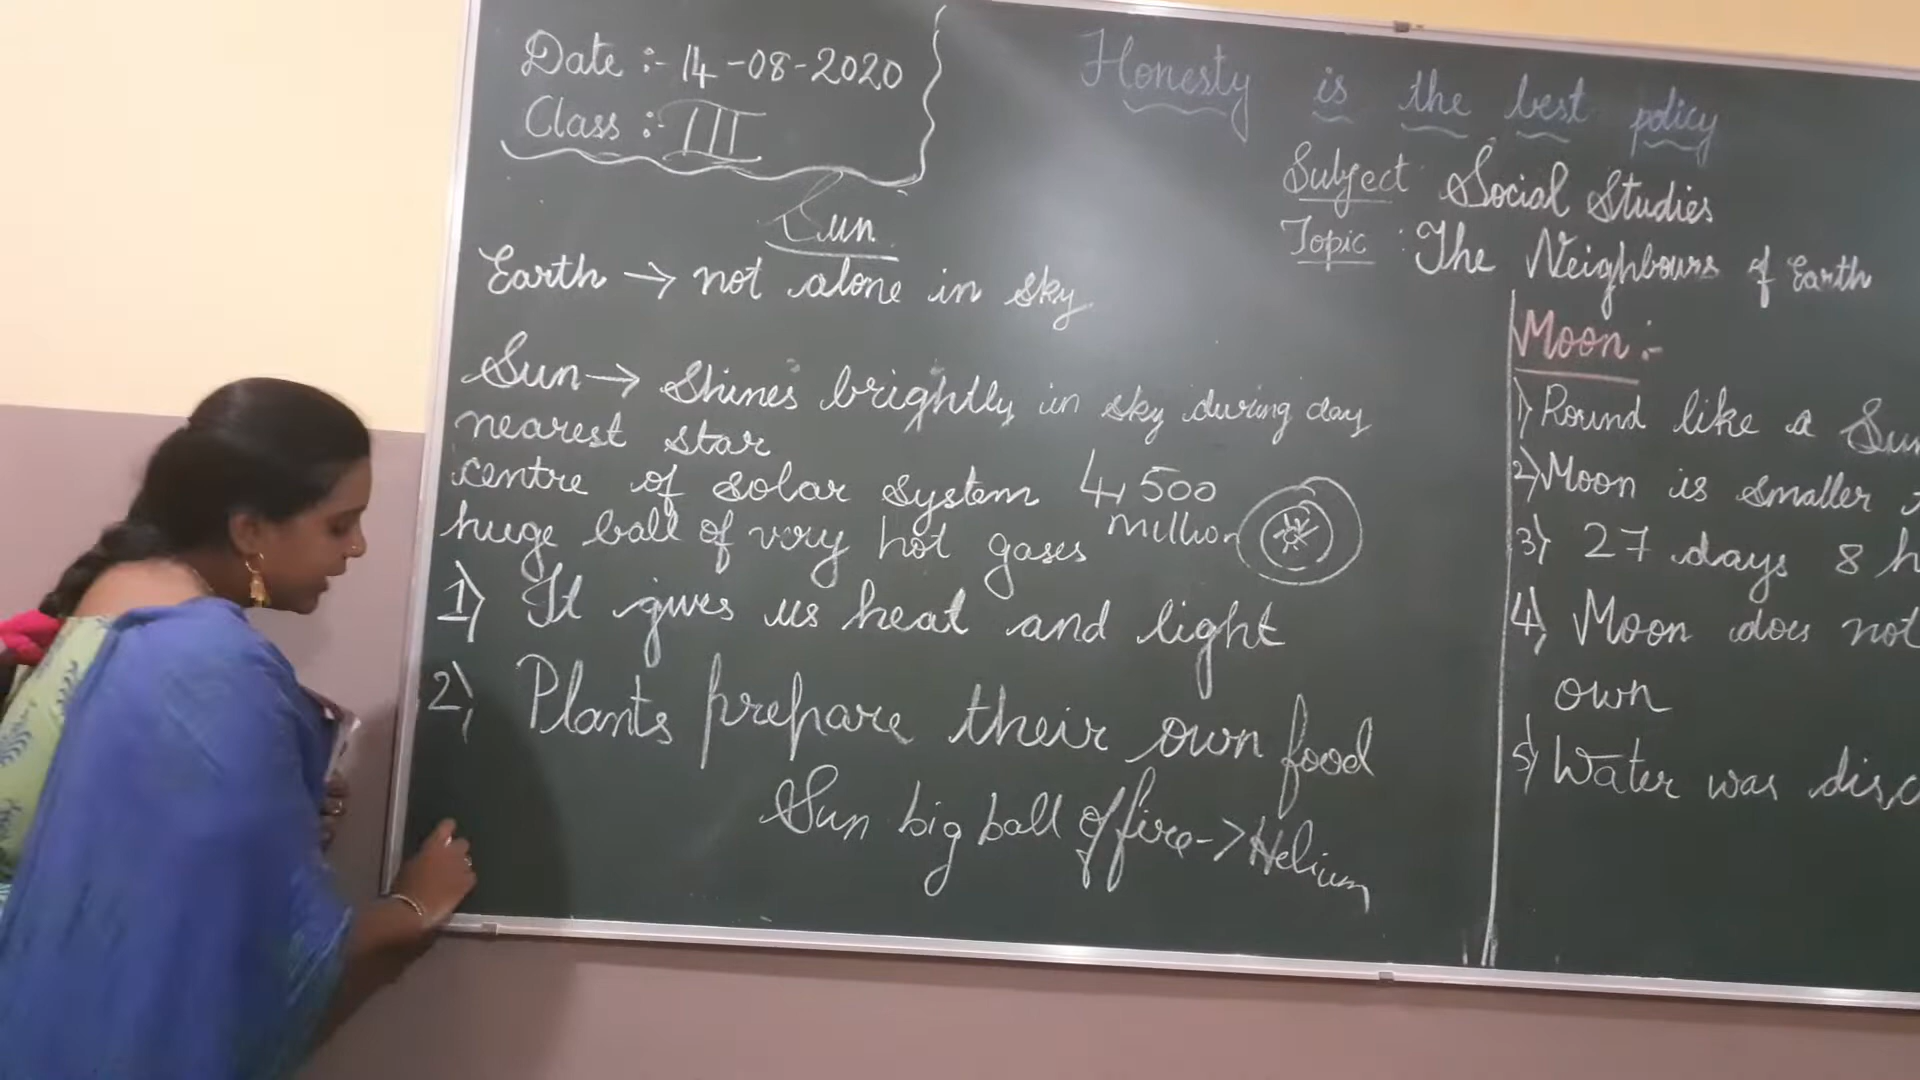 Date :- 14-08-2020
Class :- III
Honesty is the best policy
Subject Social Studies
Topic : The Neighbours of Earth
Sun
Earth → not alone in sky
Sun → Shines brightly in sky during day
nearest star
centre of solar system 4,500
huge ball of very hot gases million
1) It gives us heat and light
2) Plants prepare their own food
Sun big ball of fire -> Helium
Moon :-
1) Round like a Sun
2) Moon is smaller
3) 27 days 8 h
4) Moon does not
own
5) Water was disc